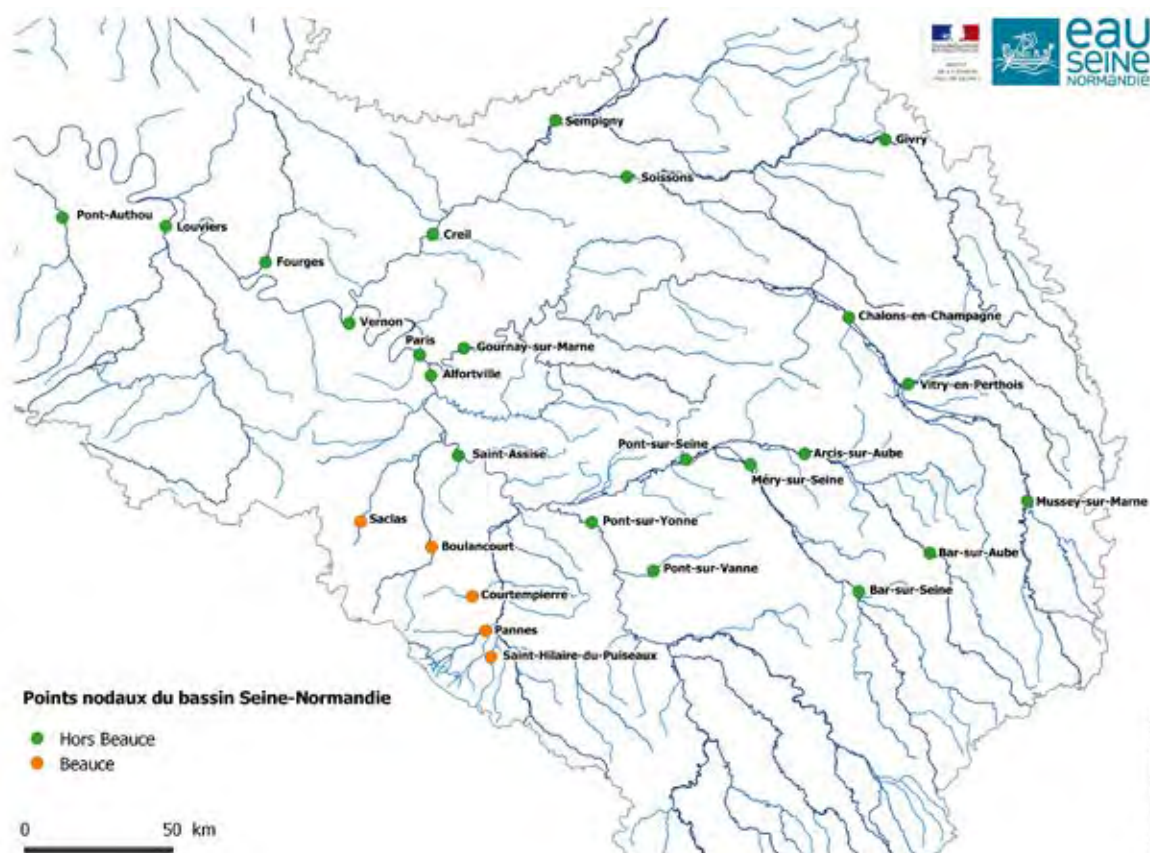 eau
SEINE
NORMANDIE
Sempigny
Givry
Soissons
Pont-Authou
Louviers
Creil
Fourges
Chalons-en-Champagne
Vernon
Paris
Gournay-sur-Marne
Alfortville
Vitry-en-Perthois
Pont-sur-Seine
Saint-Assise
Arcis-sur-Aube
Méry-sur-Seine
Mussey-sur-Marne
Saclas
Pont-sur-Yonne
Boulancourt
Bar-sur-Aube
Pont-sur-Vanne
Bar-sur-Seine
Courtempierre
Pannes
Saint-Hilaire-du-Puiseaux
Points nodaux du bassin Seine-Normandie
Hors Beauce
Beauce
0 50 km